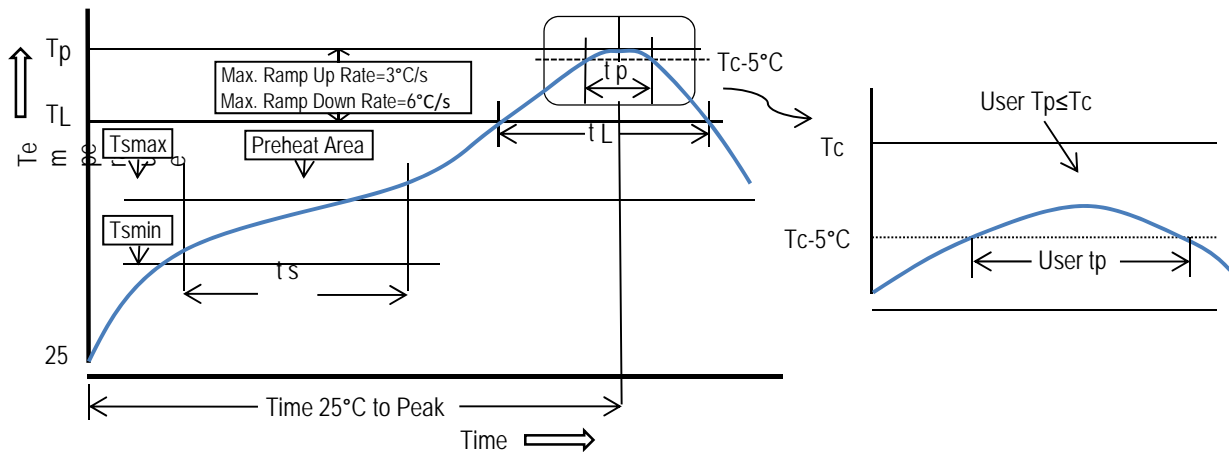 Tp
Max. Ramp Up Rate=3°C/s
Max. Ramp Down Rate=6°C/s
TL
Tsmax
Preheat Area
Tsmin
t s
25
t p
t L
Tc-5°C
Time 25°C to Peak
Time
User Tp≤Tc
Tc
Tc-5°C
User tp